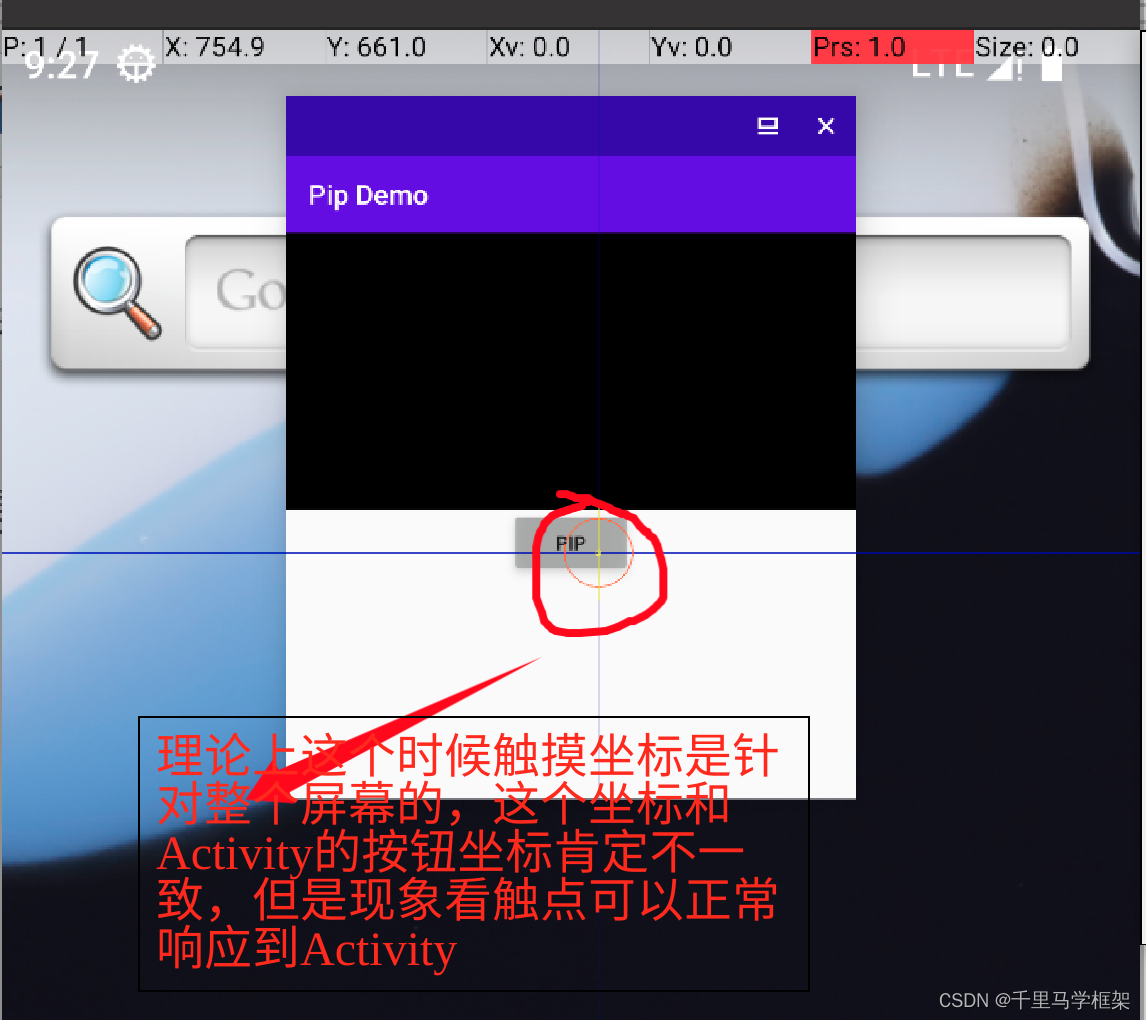 P: 1 / 1 X: 754.9 Y: 661.0 Xv: 0.0 Yv: 0.0 Prs: 1.0 Size: 0.0
9:27 LTE
Pip Demo
Go
PIP
理论上这个时候触摸坐标是针
对整个屏幕的，这个坐标和
Activity的按钮坐标肯定不一
致，但是现象看触点可以正常
响应到Activity
CSDN @千里马学框架